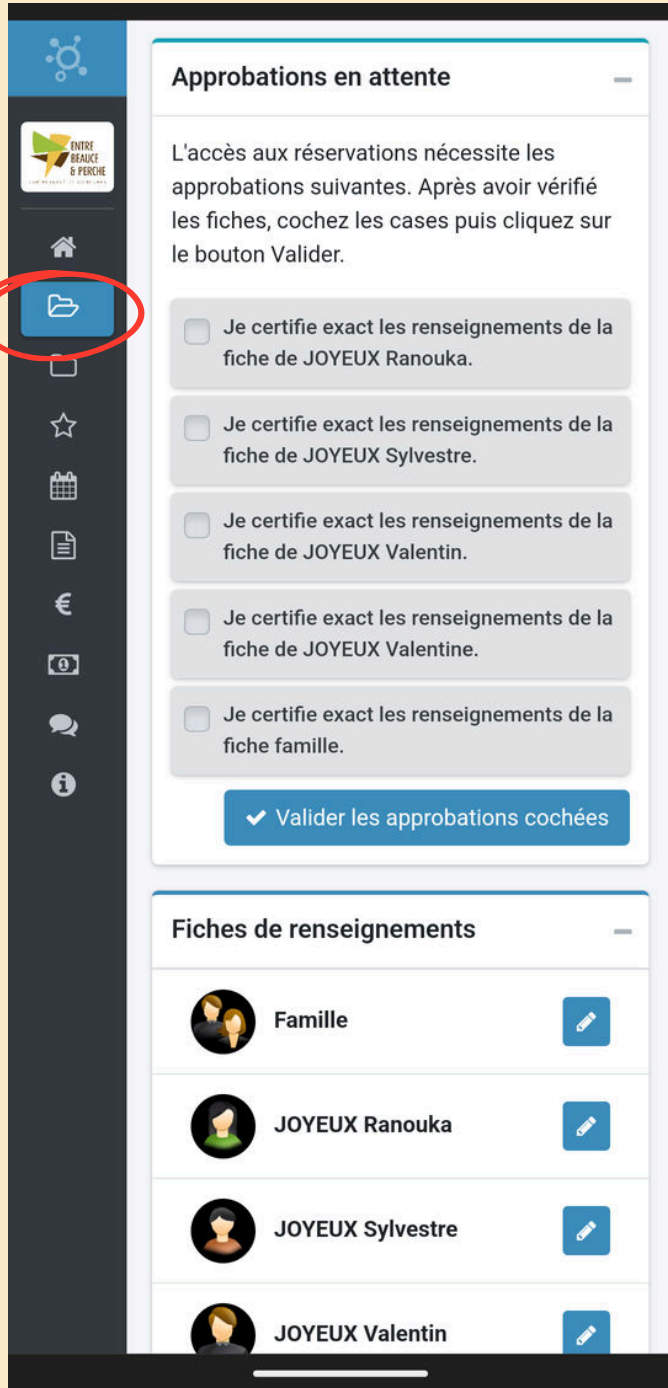 Approbations en attente
ENTRE
BEAUCE
& PERCHE
L'accès aux réservations nécessite les
approbations suivantes. Après avoir vérifié
les fiches, cochez les cases puis cliquez sur
le bouton Valider.
Je certifie exact les renseignements de la
fiche de JOYEUX Ranouka.
Je certifie exact les renseignements de la
fiche de JOYEUX Sylvestre.
Je certifie exact les renseignements de la
fiche de JOYEUX Valentin.
Je certifie exact les renseignements de la
fiche de JOYEUX Valentine.
Je certifie exact les renseignements de la
fiche famille.
Valider les approbations cochées
Fiches de renseignements
Famille
JOYEUX Ranouka
JOYEUX Sylvestre
JOYEUX Valentin